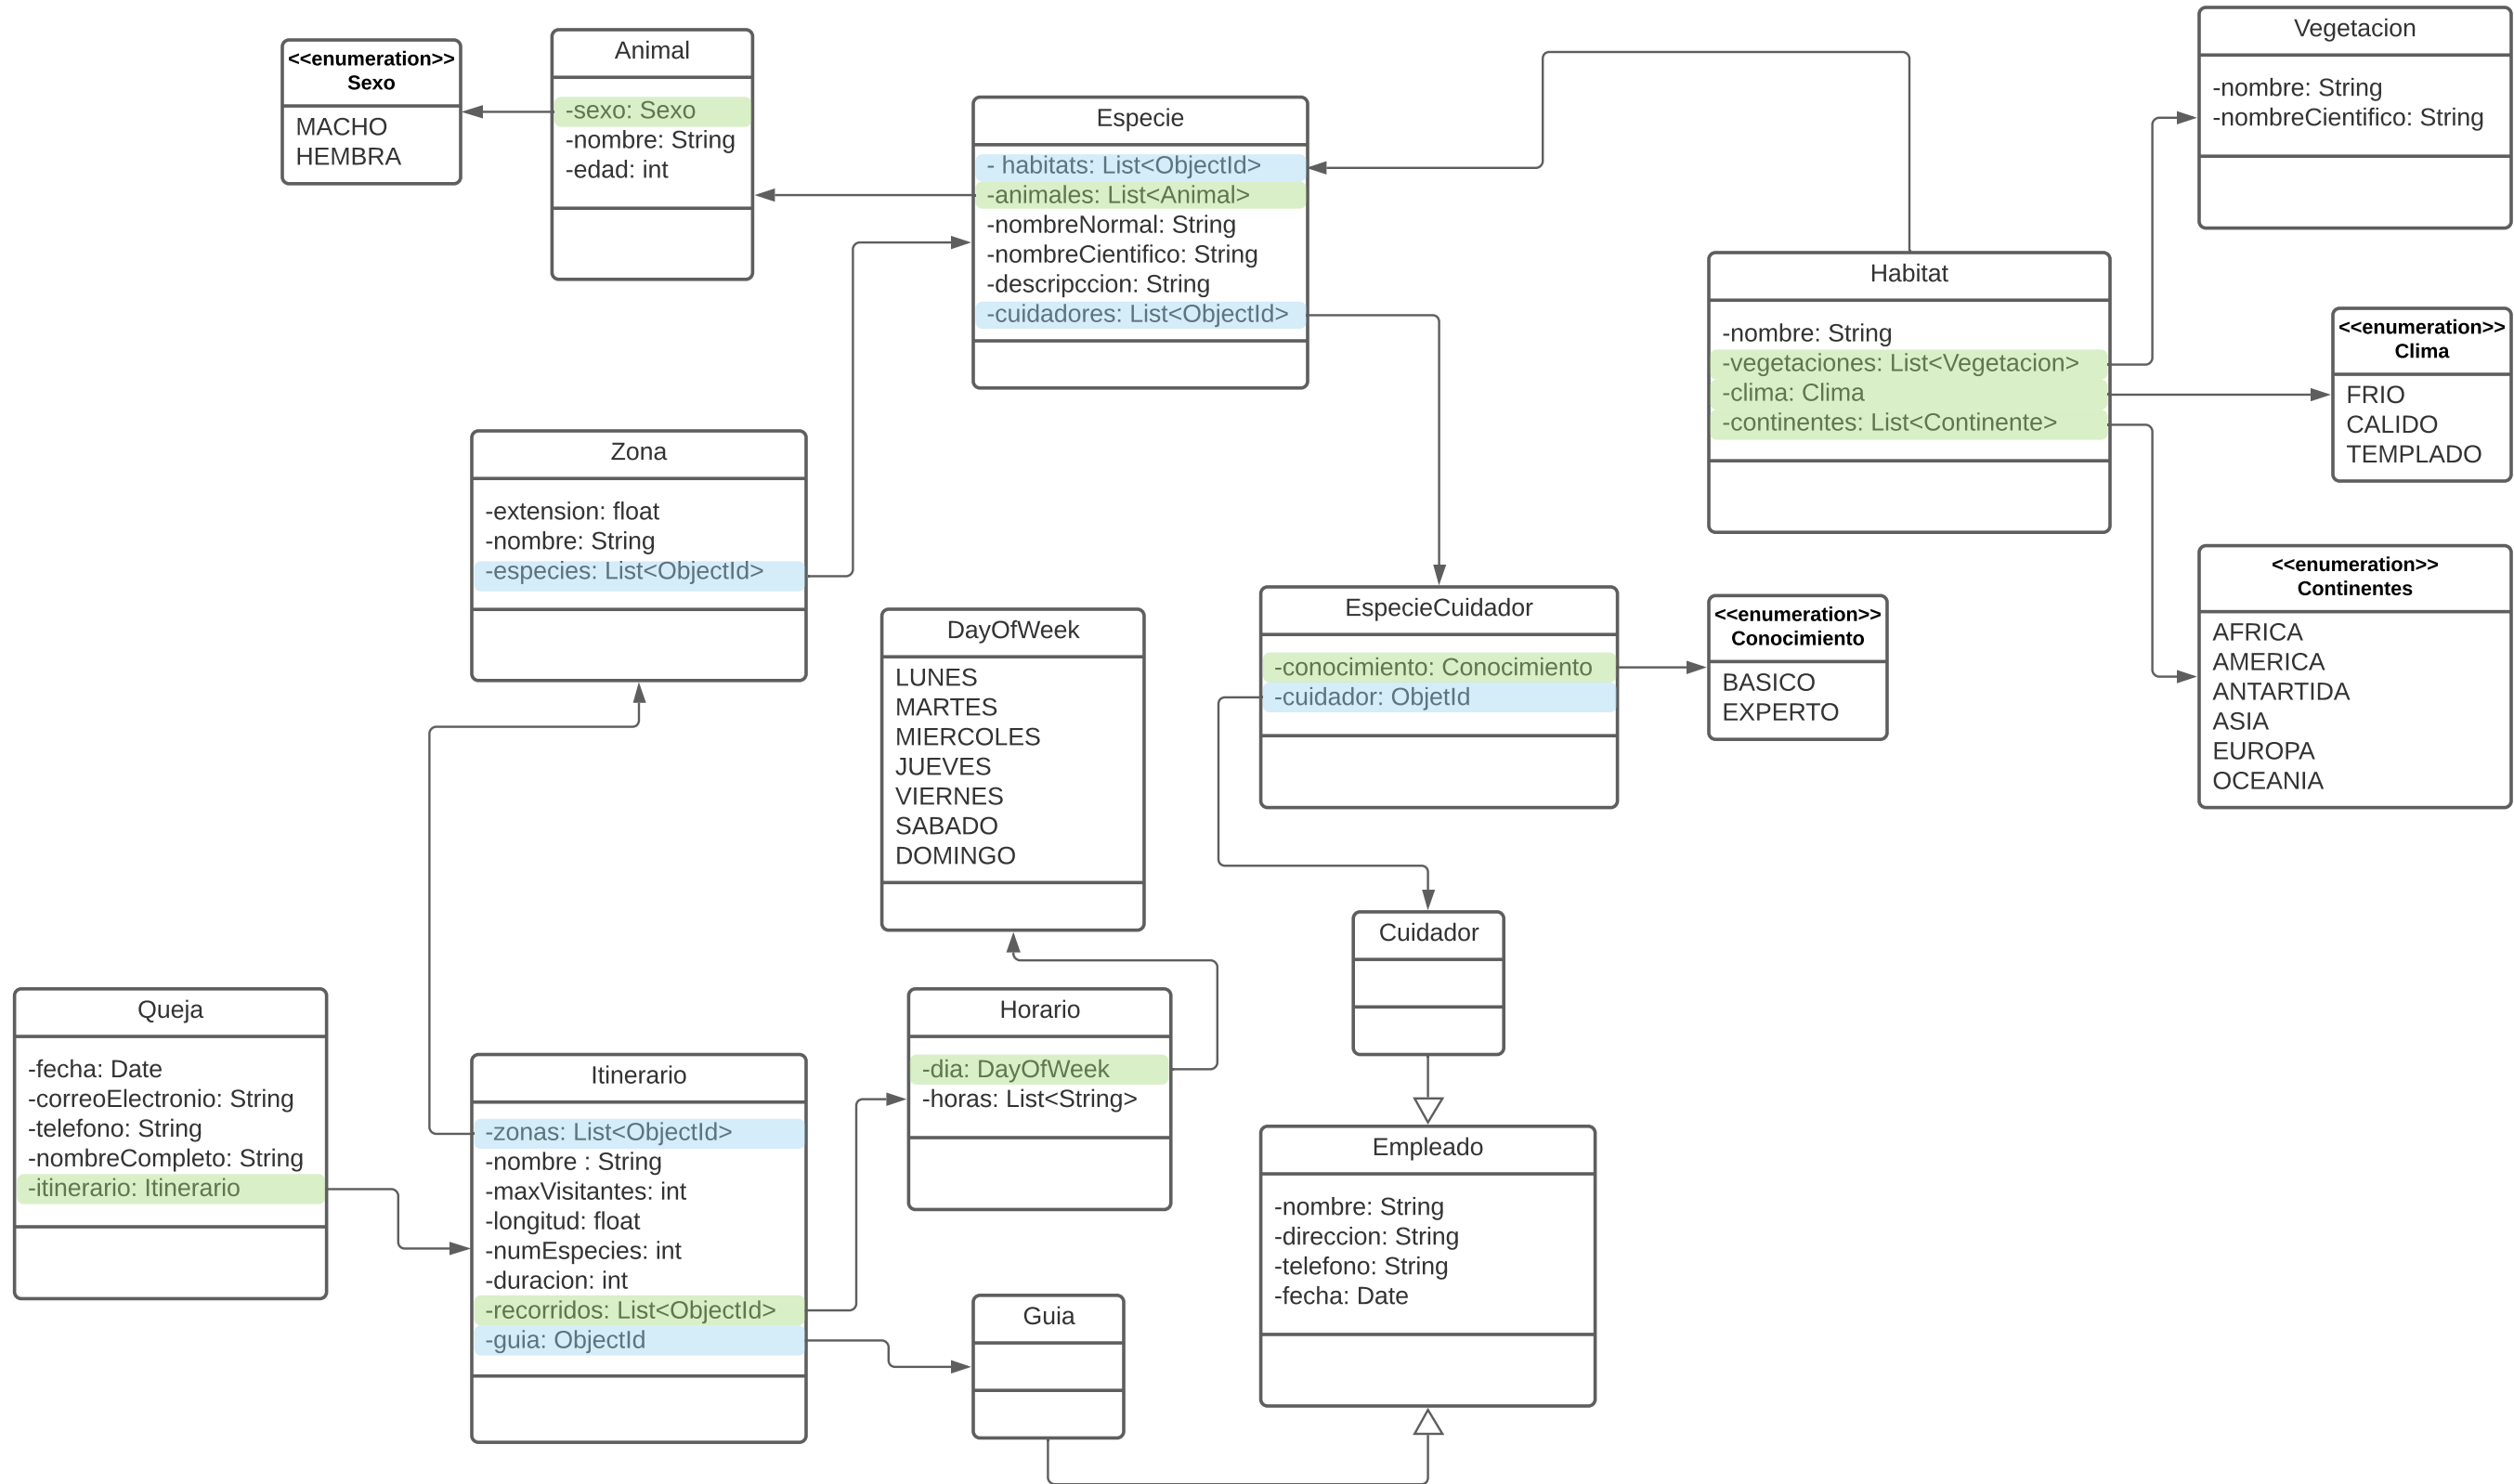 <<enumeration>>
Sexo
MACHO
HEMBRA
Animal
-sexo: Sexo
-nombre: String
-edad: int
Especie
- habitats: List<ObjectId>
-animales: List<Animal>
-nombreNormal: String
-nombreCientifico: String
-descripccion: String
-cuidadores: List<ObjectId>
Vegetacion
-nombre: String
-nombreCientifico: String
Habitat
-nombre: String
-vegetaciones: List<Vegetacion>
-clima: Clima
-continentes: List<Continente>
<<enumeration>>
Clima
FRIO
CALIDO
TEMPLADO
Zona
-extension: float
-nombre: String
-especies: List<ObjectId>
DayOfWeek
LUNES
MARTES
MIERCOLES
JUEVES
VIERNES
SABADO
DOMINGO
EspecieCuidador
-conocimiento: Conocimiento
-cuidador: ObjetId
<<enumeration>>
Conocimiento
BASICO
EXPERTO
<<enumeration>>
Continentes
AFRICA
AMERICA
ANTARTIDA
ASIA
EUROPA
OCEANIA
Cuidador
Queja
-fecha: Date
-correoElectronio: String
-telefono: String
-nombreCompleto: String
-itinerario: Itinerario
Itinerario
-zonas: List<ObjectId>
-nombre : String
-maxVisitantes: int
-longitud: float
-numEspecies: int
-duracion: int
-recorridos: List<ObjectId>
-guia: ObjectId
Horario
-dia: DayOfWeek
-horas: List<String>
Guia
Empleado
-nombre: String
-direccion: String
-telefono: String
-fecha: Date